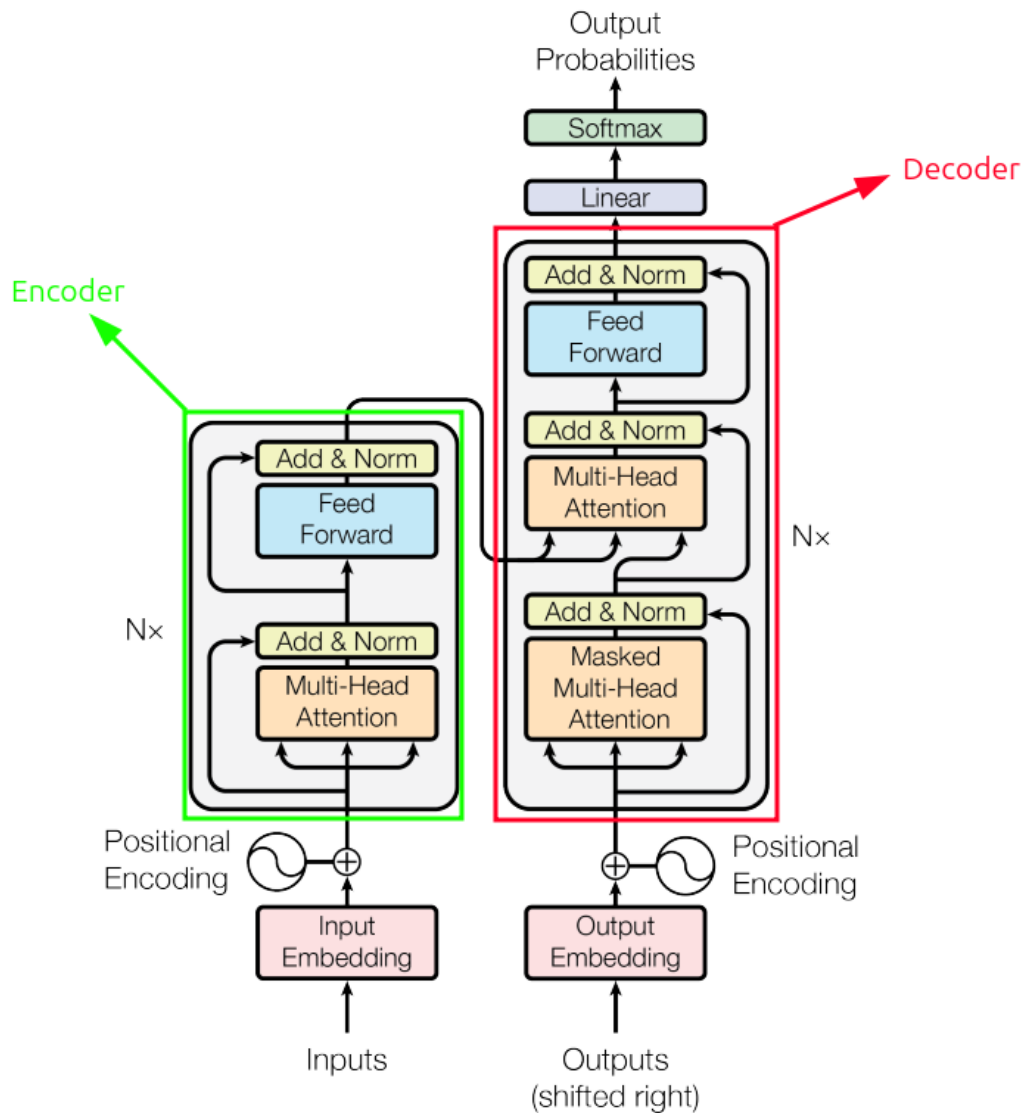 Output
Probabilities
Softmax
Linear
Decoder
Add & Norm
Feed
Forward
Add & Norm
Multi-Head
Attention
Nx
Add & Norm
Masked
Multi-Head
Attention
Encoder
Add & Norm
Feed
Forward
Nx
Add & Norm
Multi-Head
Attention
Positional
Encoding
Positional
Encoding
Input
Embedding
Output
Embedding
Inputs
Outputs
(shifted right)